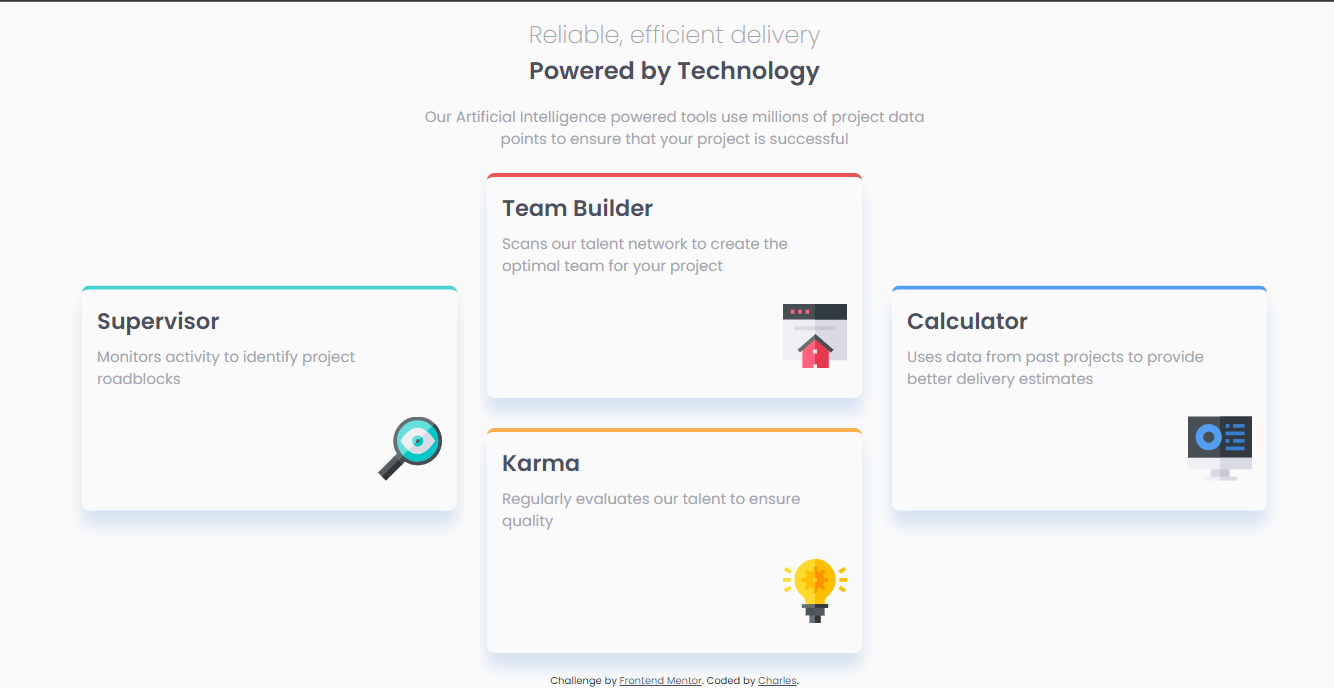 Reliable, efficient delivery
Powered by Technology
Our Artificial Intelligence powered tools use millions of project data
points to ensure that your project is successful
Supervisor
Monitors activity to identify project
roadblocks
Team Builder
Scans our talent network to create the
optimal team for your project
Karma
Regularly evaluates our talent to ensure
quality
Calculator
Uses data from past projects to provide
better delivery estimates
Challenge by Frontend Mentor. Coded by Charles.